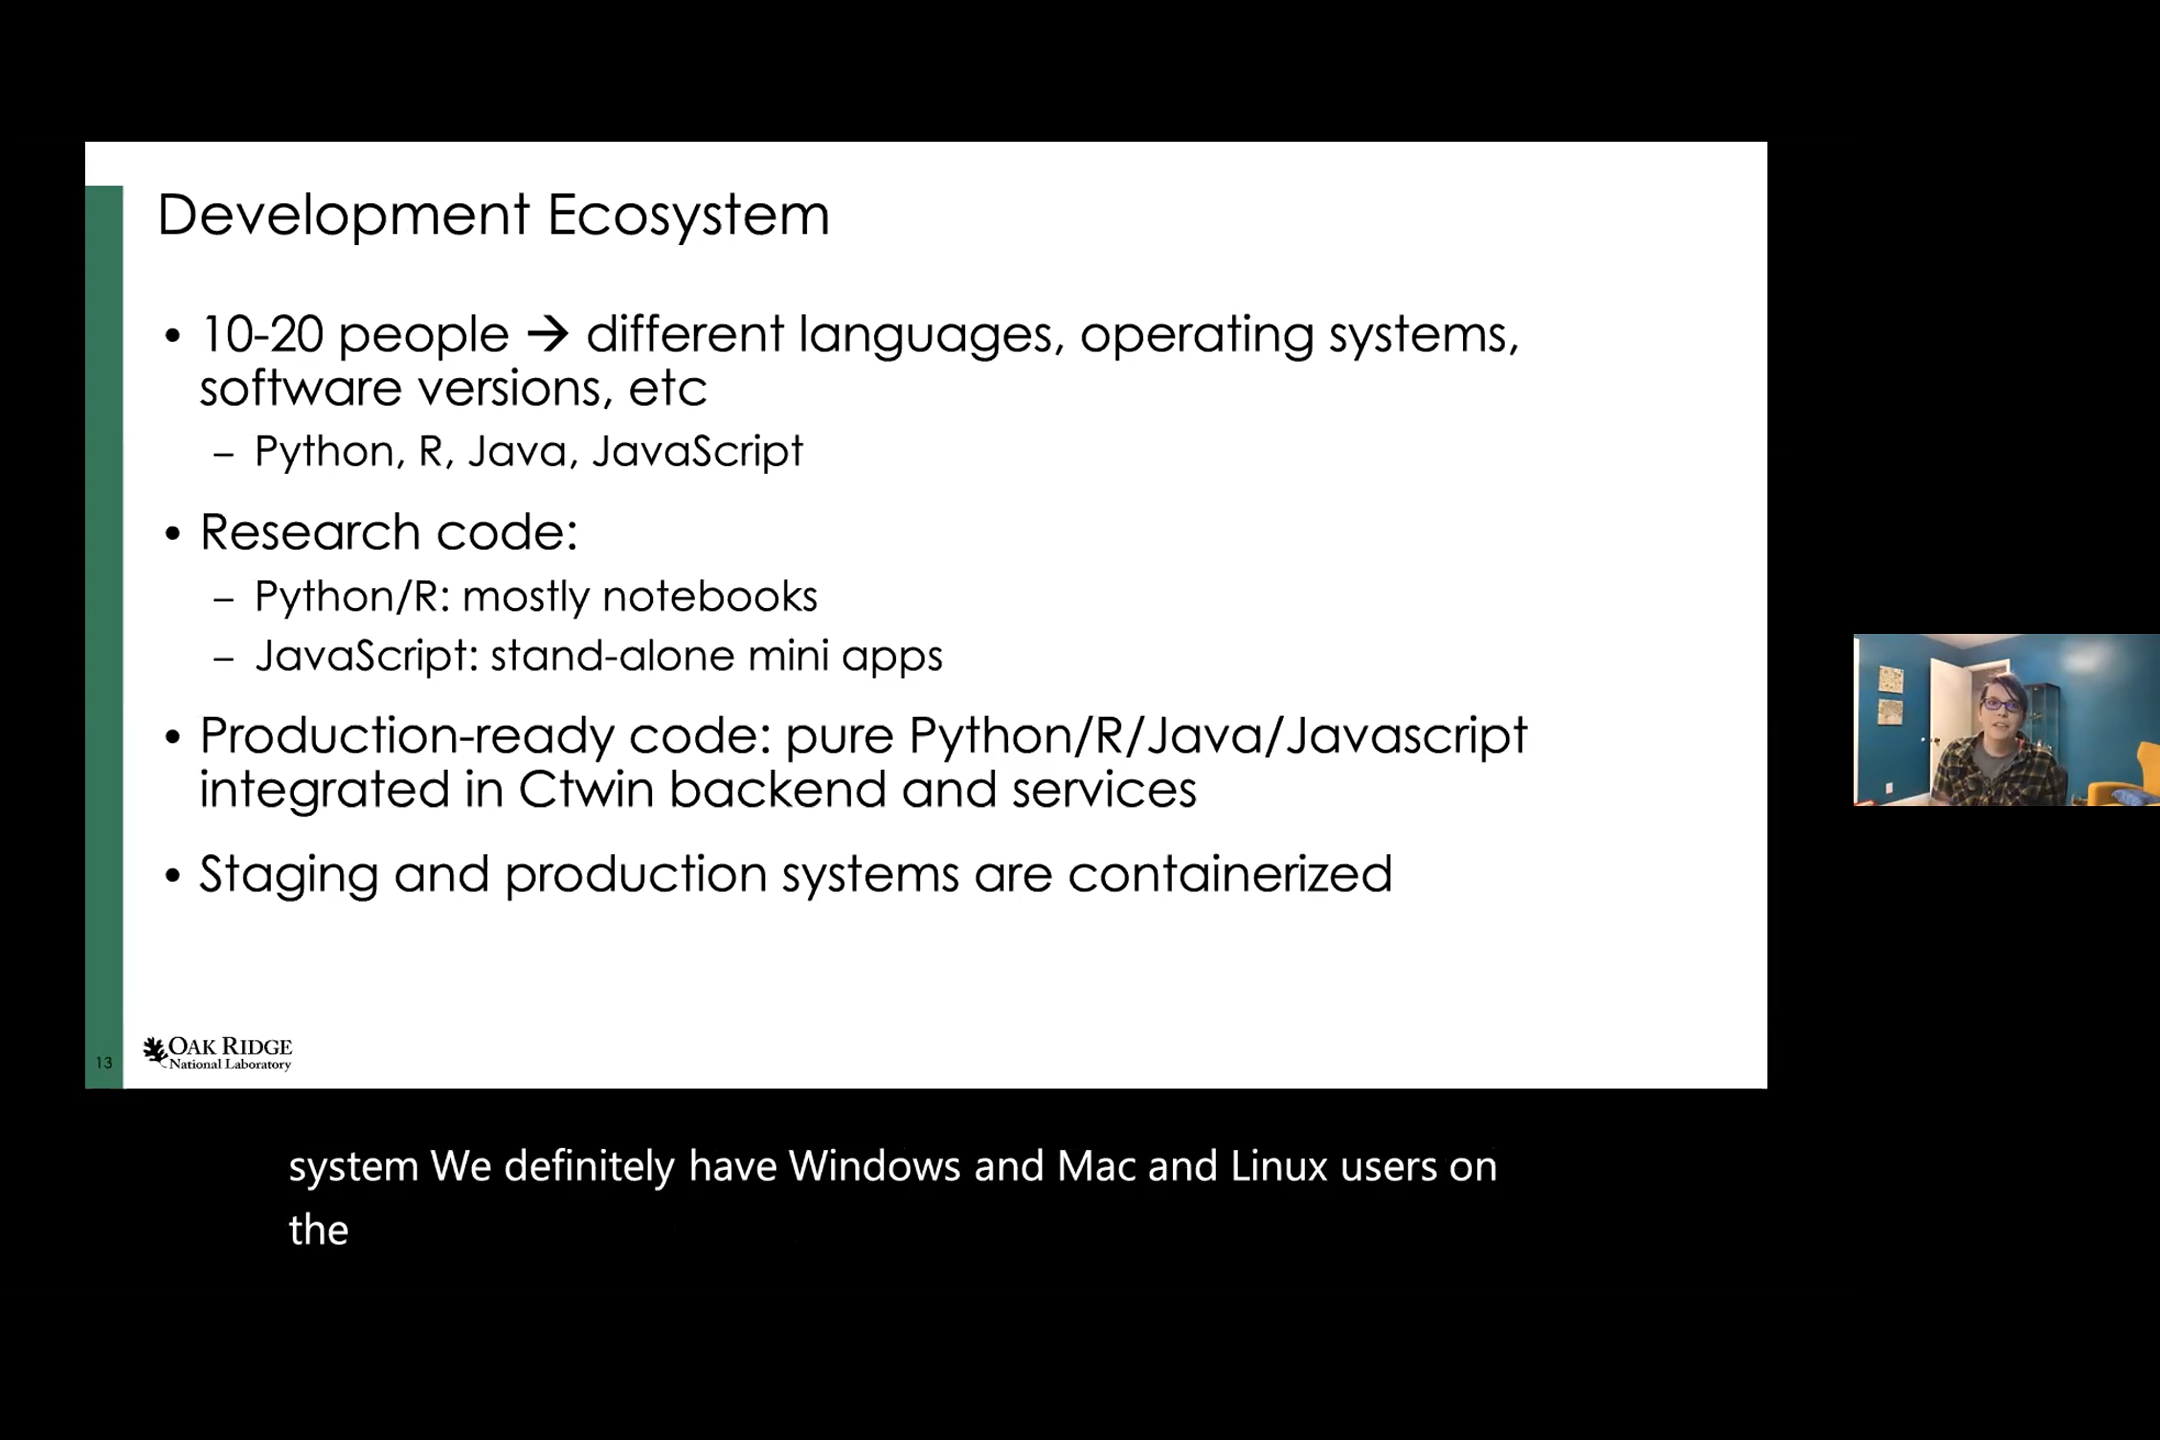 Development Ecosystem
• 10-20 people → different languages, operating systems,
software versions, etc
– Python, R, Java, JavaScript
• Research code:
– Python/R: mostly notebooks
– JavaScript: stand-alone mini apps
• Production-ready code: pure Python/R/Java/Javascript
integrated in Ctwin backend and services
• Staging and production systems are containerized
13
OAK RIDGE
National Laboratory
system We definitely have Windows and Mac and Linux users on
the